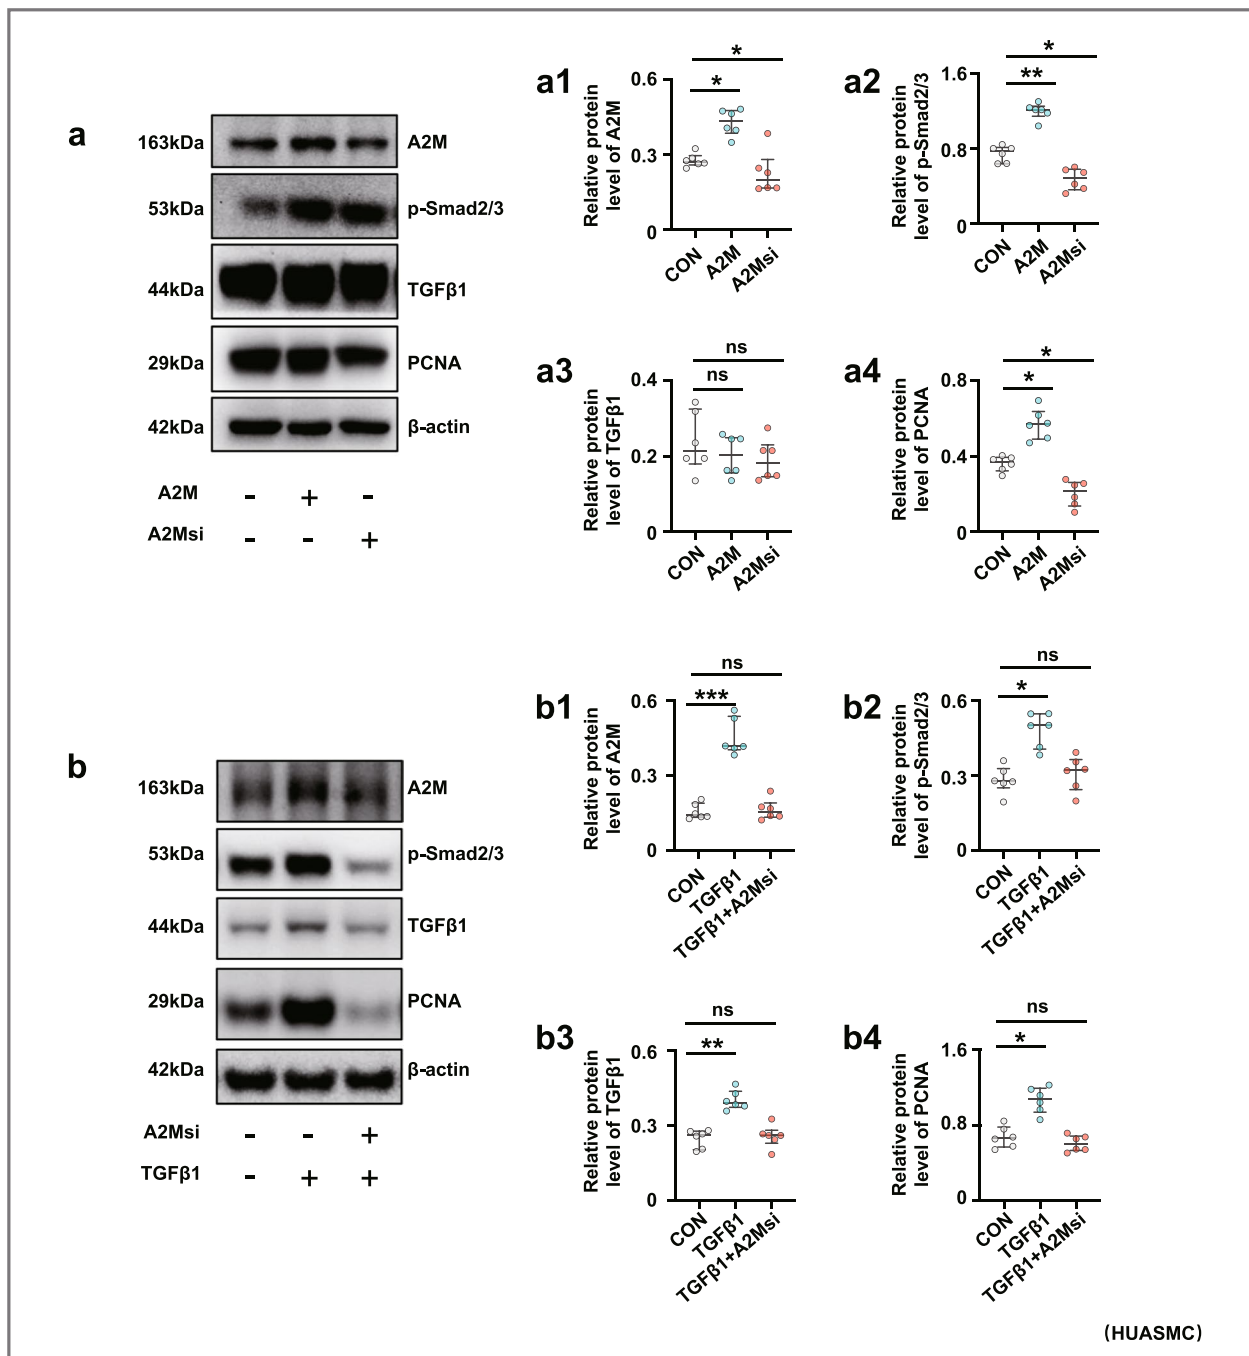 a
163kDa
A2M
53kDa
p-Smad2/3
44kDa
TGFβ1
29kDa
PCNA
42kDa
β-actin
A2M - + -
A2Msi - - +
a1
Relative protein
level of A2M
0.6
0.3
0
*
*
CON
A2M
A2Msi
a2
Relative protein
level of p-Smad2/3
1.6
0.8
0
*
**
CON
A2M
A2Msi
a3
Relative protein
level of TGFβ1
0.4
0.2
0
ns
ns
CON
A2M
A2Msi
a4
Relative protein
level of PCNA
0.8
0.4
0
*
*
CON
A2M
A2Msi
b
163kDa
A2M
53kDa
p-Smad2/3
44kDa
TGFβ1
29kDa
PCNA
42kDa
β-actin
A2Msi - - +
TGFβ1 - + +
b1
Relative protein
level of A2M
0.6
0.3
0
ns
***
CON
TGFβ1
TGFβ1+A2Msi
b2
Relative protein
level of p-Smad2/3
0.6
0.3
0
ns
*
CON
TGFβ1
TGFβ1+A2Msi
b3
Relative protein
level of TGFβ1
0.6
0.3
0
ns
**
CON
TGFβ1
TGFβ1+A2Msi
b4
Relative protein
level of PCNA
1.6
0.8
0
ns
*
CON
TGFβ1
TGFβ1+A2Msi
(HUASMC)